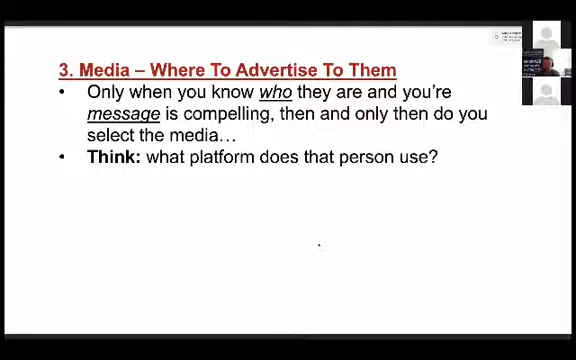 3. Media – Where To Advertise To Them
• Only when you know who they are and you're
message is compelling, then and only then do you
select the media…
• Think: what platform does that person use?